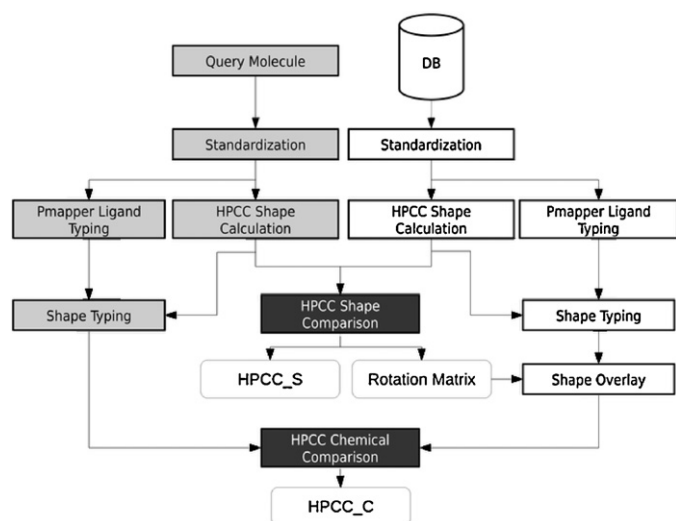 Query Molecule
DB
Standardization
Standardization
Pmapper Ligand
Typing
HPCC Shape
Calculation
HPCC Shape
Calculation
Pmapper Ligand
Typing
Shape Typing
HPCC Shape
Comparison
Shape Typing
HPCC_S
Rotation Matrix
Shape Overlay
HPCC Chemical
Comparison
HPCC_C